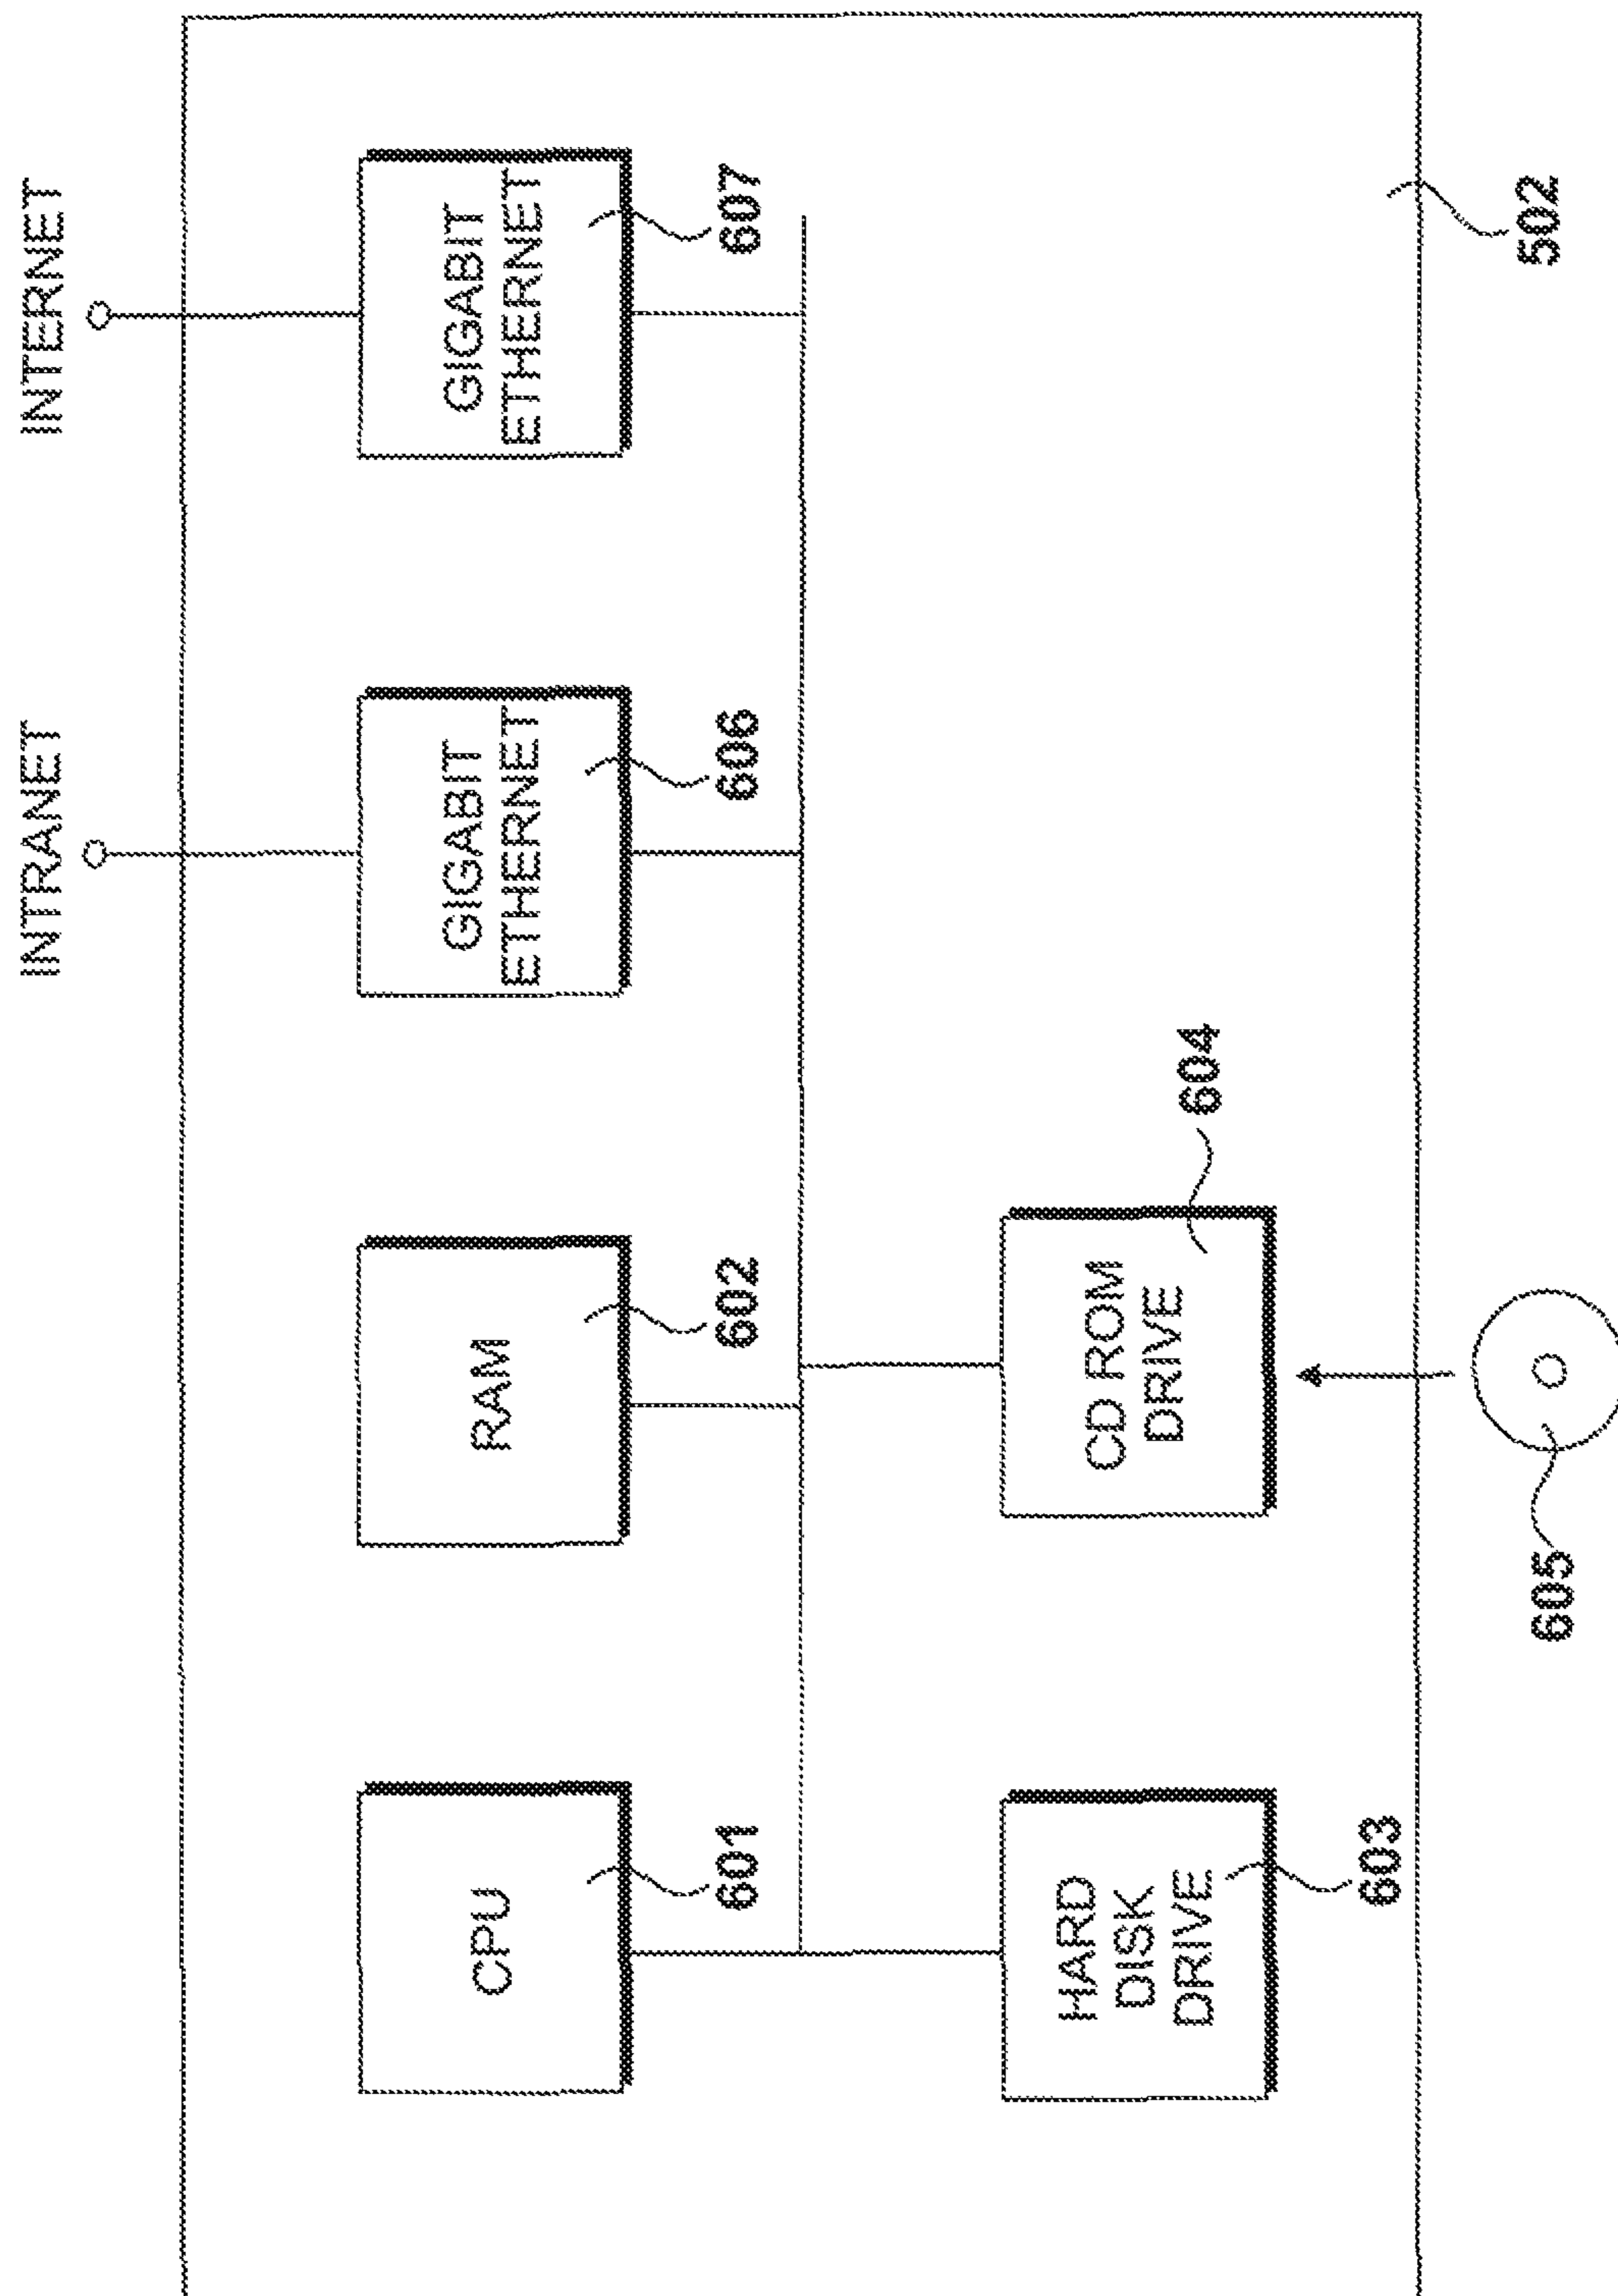 INTRANET
INTERNET
CPU
RAM
GIGABIT
ETHERNET
GIGABIT
ETHERNET
601
602
606
607
HARD
DISK
DRIVE
CD ROM
DRIVE
604
603
605
502